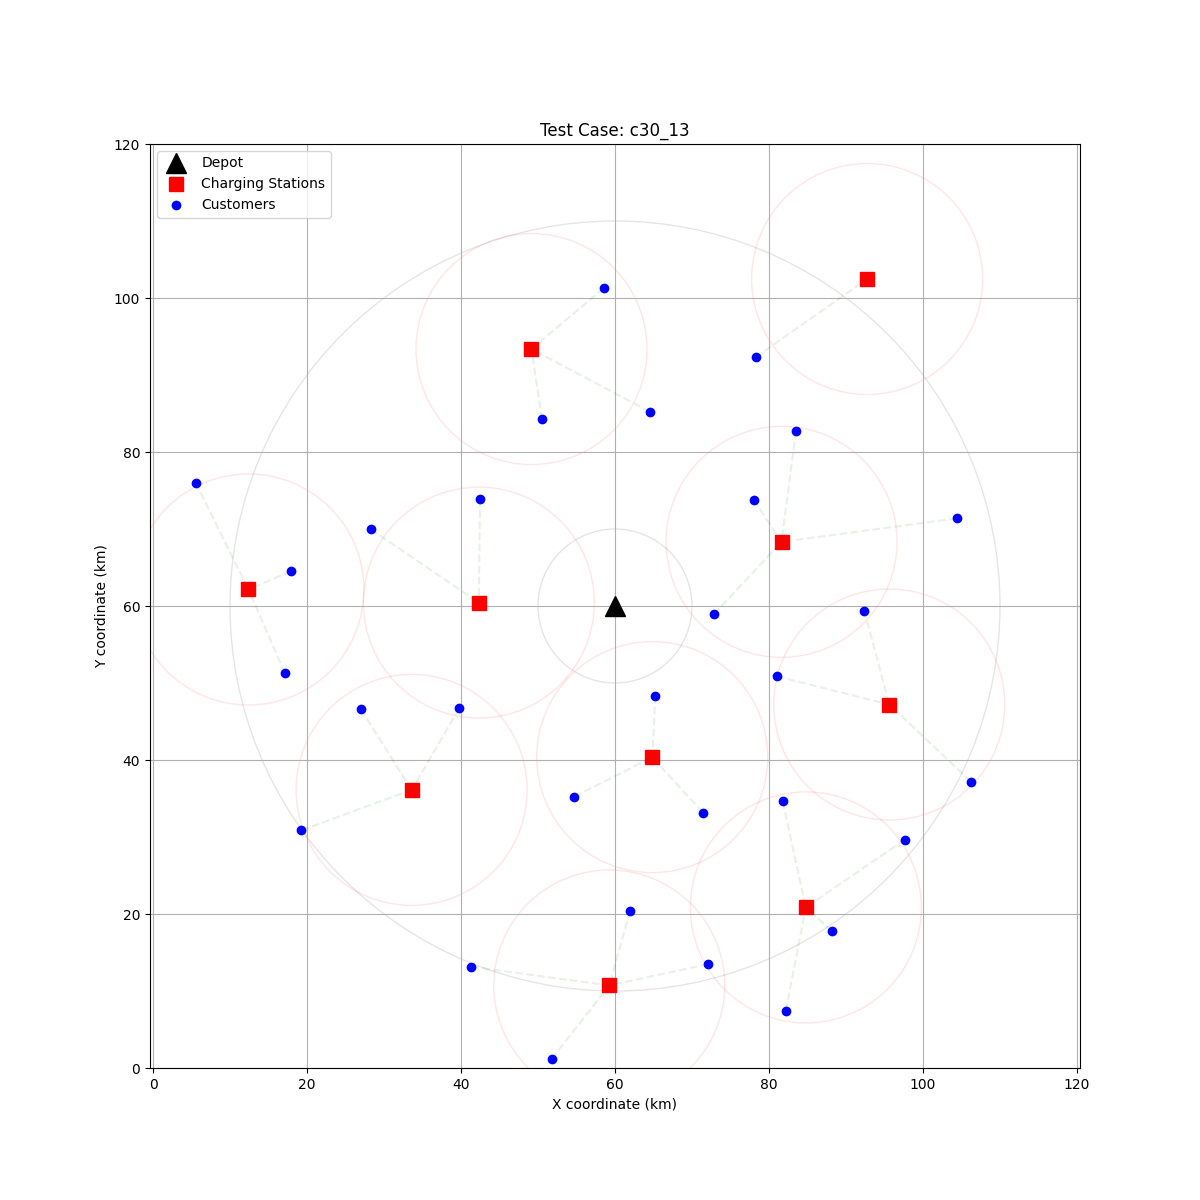 Test Case: c30_13
Depot
Charging Stations
Customers
120
100
80
60
40
20
0
Y coordinate (km)
0 20 40 60 80 100 120
X coordinate (km)